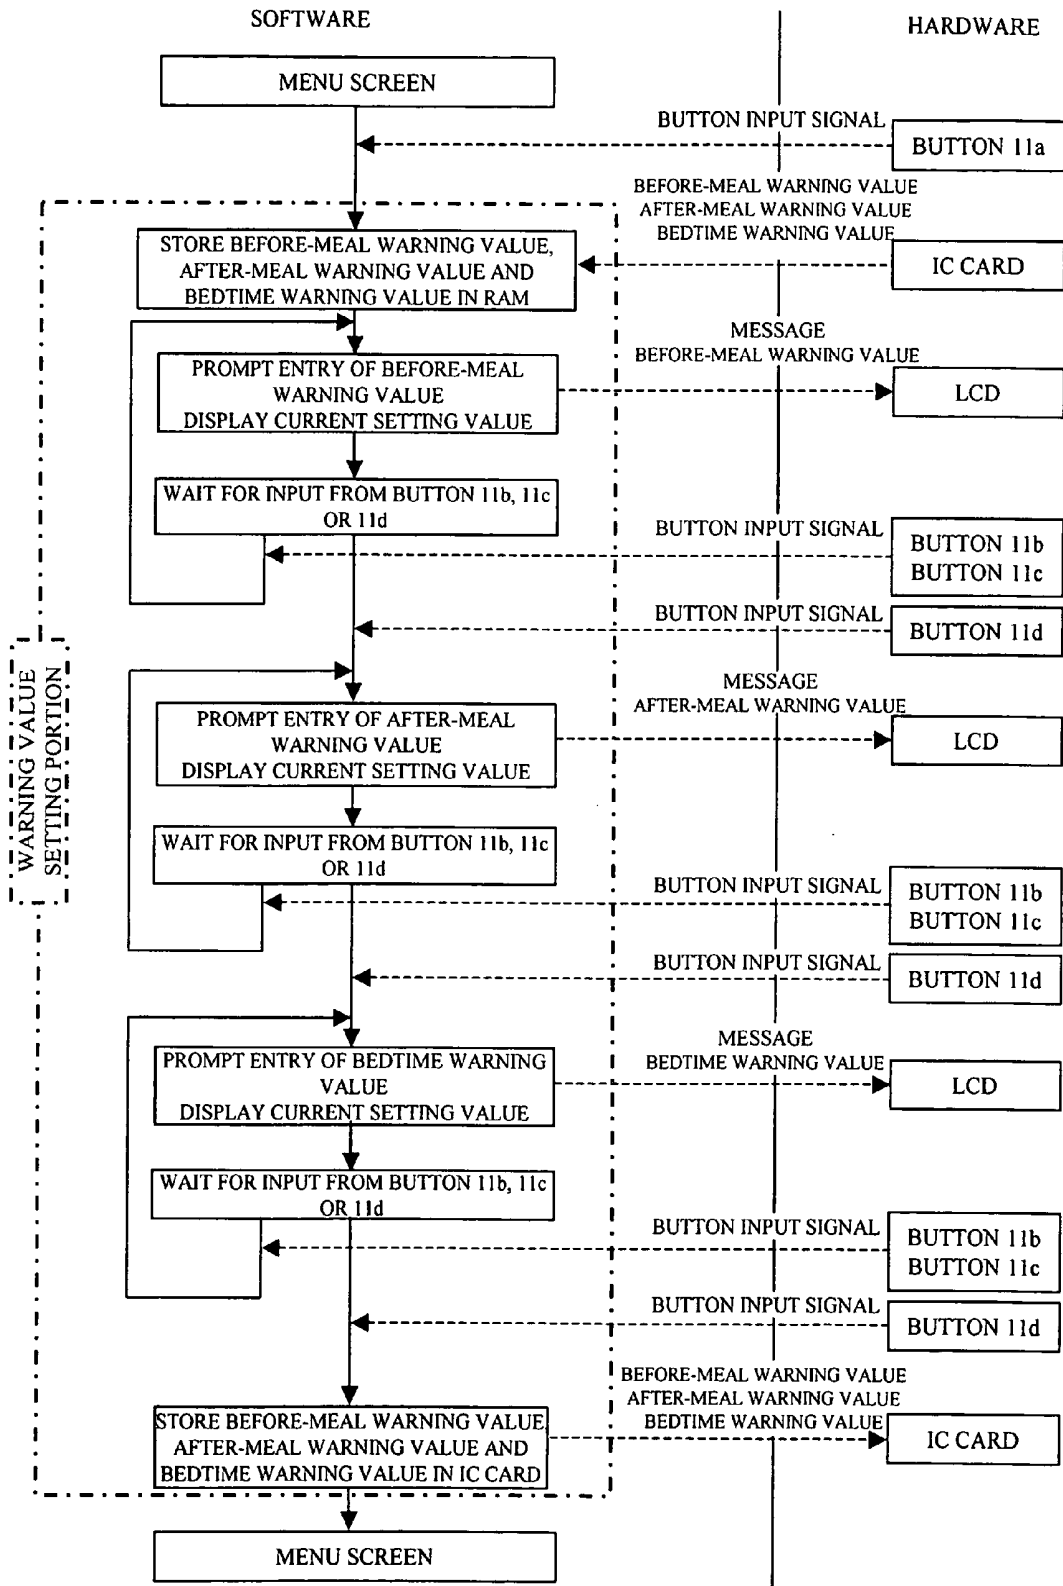 SOFTWARE
HARDWARE
MENU SCREEN
BUTTON INPUT SIGNAL
BUTTON 11a
BEFORE-MEAL WARNING VALUE
AFTER-MEAL WARNING VALUE
BEDTIME WARNING VALUE
STORE BEFORE-MEAL WARNING VALUE,
AFTER-MEAL WARNING VALUE AND
BEDTIME WARNING VALUE IN RAM
IC CARD
MESSAGE
BEFORE-MEAL WARNING VALUE
PROMPT ENTRY OF BEFORE-MEAL
WARNING VALUE
DISPLAY CURRENT SETTING VALUE
LCD
WAIT FOR INPUT FROM BUTTON 11b, 11c
OR 11d
BUTTON INPUT SIGNAL
BUTTON 11b
BUTTON 11c
BUTTON INPUT SIGNAL
BUTTON 11d
WARNING VALUE
SETTING PORTION
MESSAGE
AFTER-MEAL WARNING VALUE
PROMPT ENTRY OF AFTER-MEAL
WARNING VALUE
DISPLAY CURRENT SETTING VALUE
LCD
WAIT FOR INPUT FROM BUTTON 11b, 11c
OR 11d
BUTTON INPUT SIGNAL
BUTTON 11b
BUTTON 11c
BUTTON INPUT SIGNAL
BUTTON 11d
MESSAGE
BEDTIME WARNING VALUE
PROMPT ENTRY OF BEDTIME WARNING
VALUE
DISPLAY CURRENT SETTING VALUE
LCD
WAIT FOR INPUT FROM BUTTON 11b, 11c
OR 11d
BUTTON INPUT SIGNAL
BUTTON 11b
BUTTON 11c
BUTTON INPUT SIGNAL
BUTTON 11d
BEFORE-MEAL WARNING VALUE
AFTER-MEAL WARNING VALUE
BEDTIME WARNING VALUE
STORE BEFORE-MEAL WARNING VALUE,
AFTER-MEAL WARNING VALUE AND
BEDTIME WARNING VALUE IN IC CARD
IC CARD
MENU SCREEN